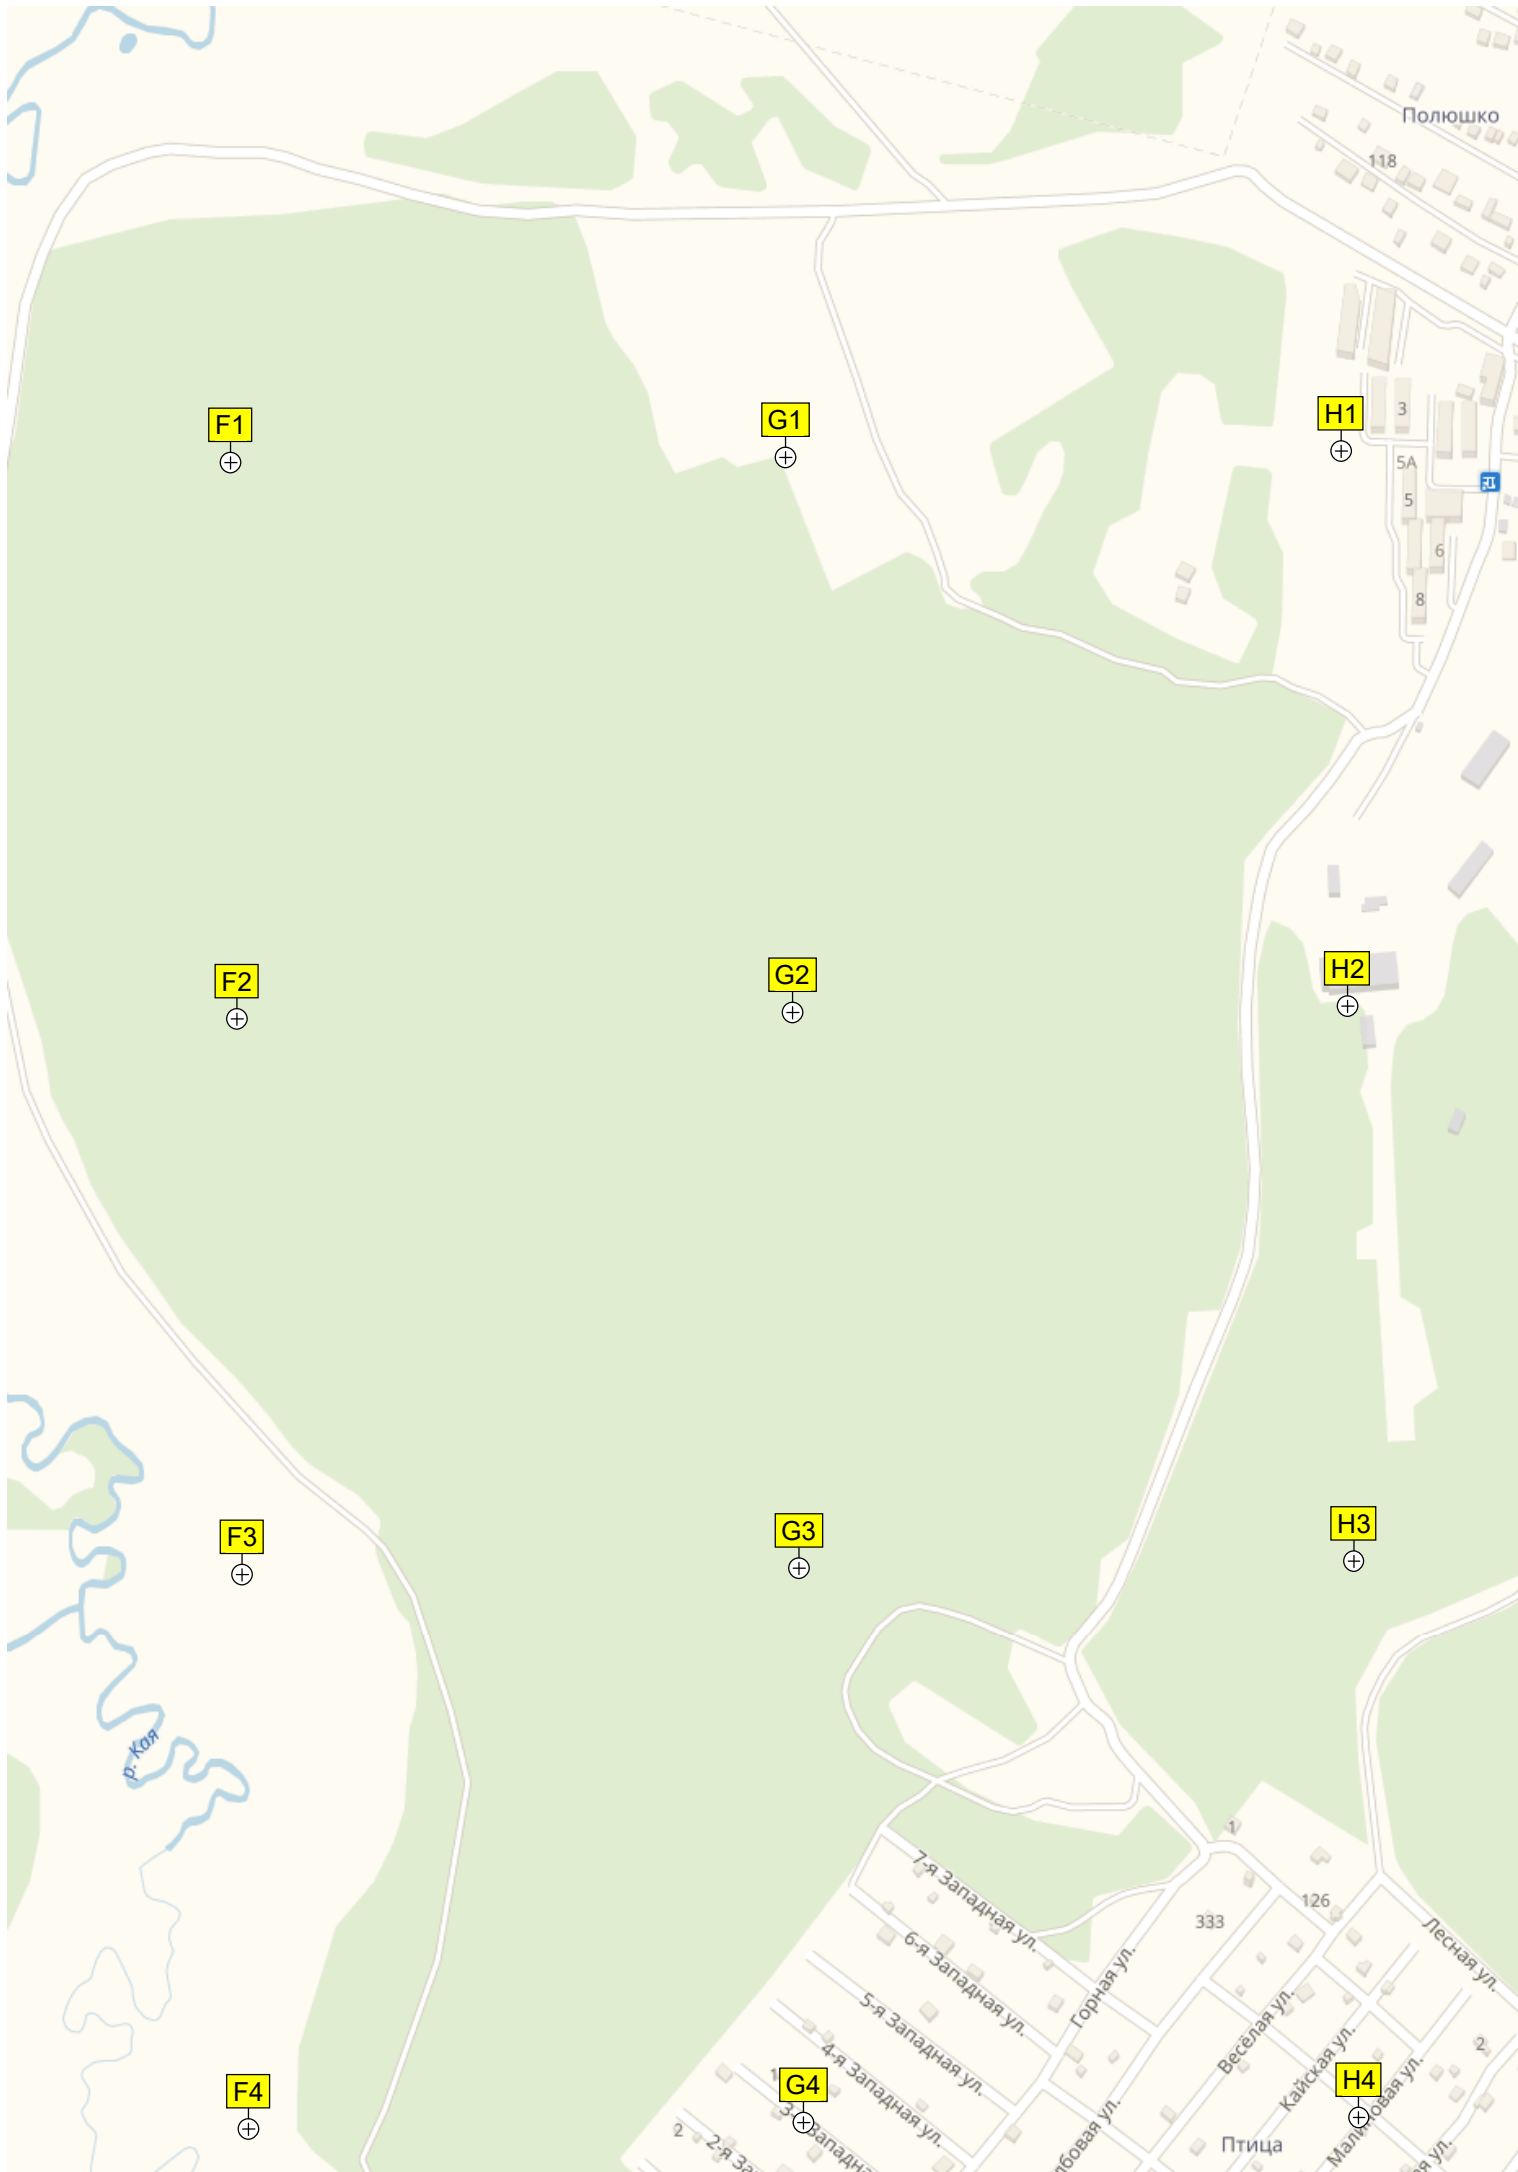 Полюшко
118
F1
G1
H1
3
5А
5
6
8
F2
G2
H2
F3
G3
H3
р. Кая
1
7-я Западная ул.
126
333
6-я Западная ул.
Лесная ул.
5-я Западная ул.
Горная ул.
Весёлая ул.
4-я Западная ул.
Кайская ул.
2
F4
G4
H4
Малиновая ул.
2
Птица